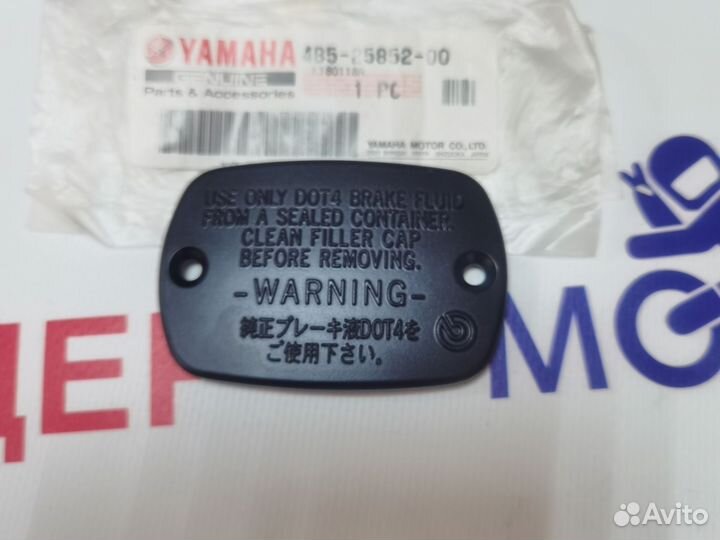 YAMAHA 4B5-25852-00
GENUINE
Parts & Accessories 1 PC
YAMAHA MOTOR CO., LTD.
USE ONLY DOT4 BRAKE FLUID
FROM A SEALED CONTAINER.
CLEAN FILLER CAP
BEFORE REMOVING.
-WARNING-
純正ブレーキ液DOT4を
ご使用下さい。
ДЕР МО
Avito